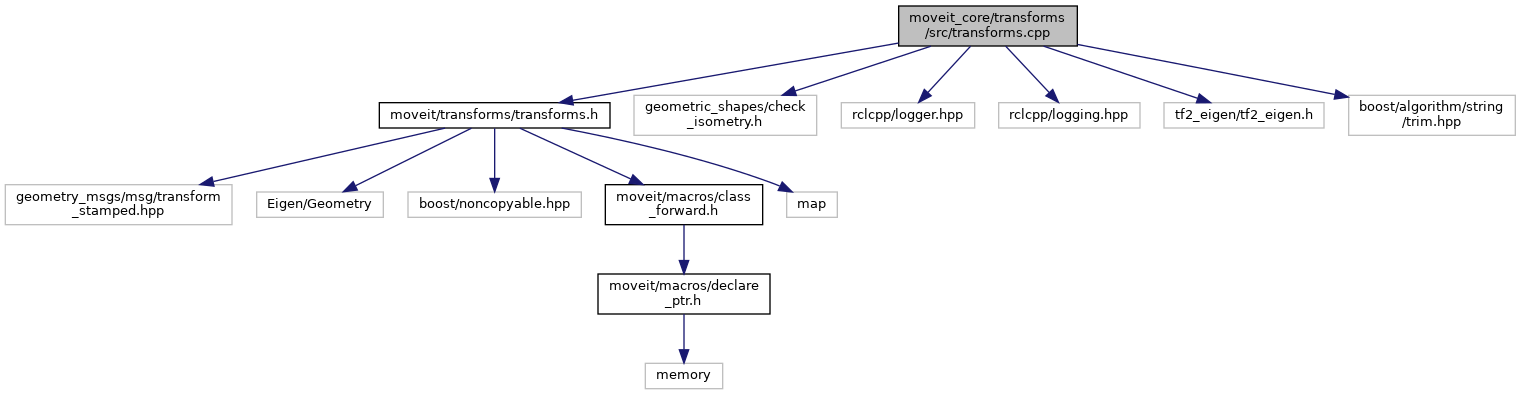 moveit_core/transforms
/src/transforms.cpp
moveit/transforms/transforms.h
geometric_shapes/check
_isometry.h
rclcpp/logger.hpp
rclcpp/logging.hpp
tf2_eigen/tf2_eigen.h
boost/algorithm/string
/trim.hpp
geometry_msgs/msg/transform
_stamped.hpp
Eigen/Geometry
boost/noncopyable.hpp
moveit/macros/class
_forward.h
map
moveit/macros/declare
_ptr.h
memory